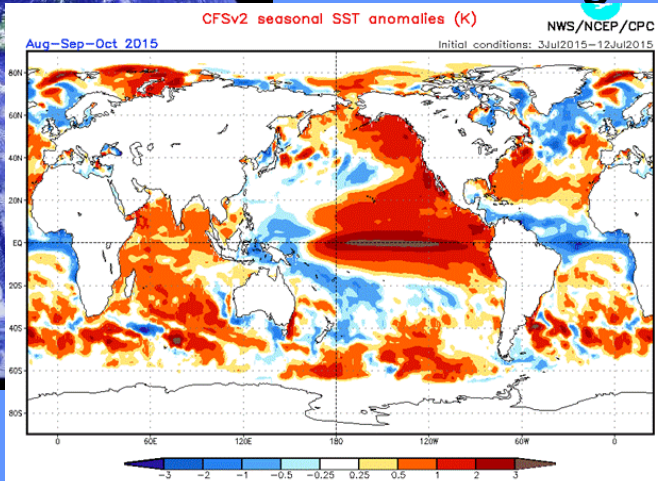 CFSv2 seasonal SST anomalies (K)
NWS/NCEP/CPC
Aug-Sep-Oct 2015
Initial conditions: 3Jul2015-12Jul2015
80N
60N
40N
20N
EQ
20S
40S
60S
80S
0 60E 120E 180 120W 60W 0
-3 -2 -1 -0.5 -0.25 0.25 0.5 1 2 3